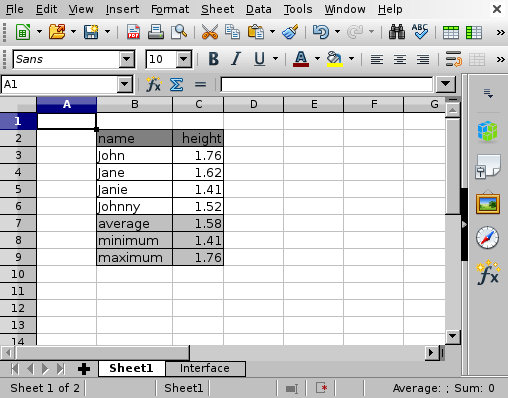 File Edit View Insert Format Sheet Data Tools Window Help
ABC
Sans 10 B I U A
A1
A B C D E F G
1
2 name height
3 John 1.76
4 Jane 1.62
5 Janie 1.41
6 Johnny 1.52
7 average 1.58
8 minimum 1.41
9 maximum 1.76
10
11
12
13
14
Sheet1 Interface
Sheet 1 of 2 Sheet1 Average: ; Sum: 0